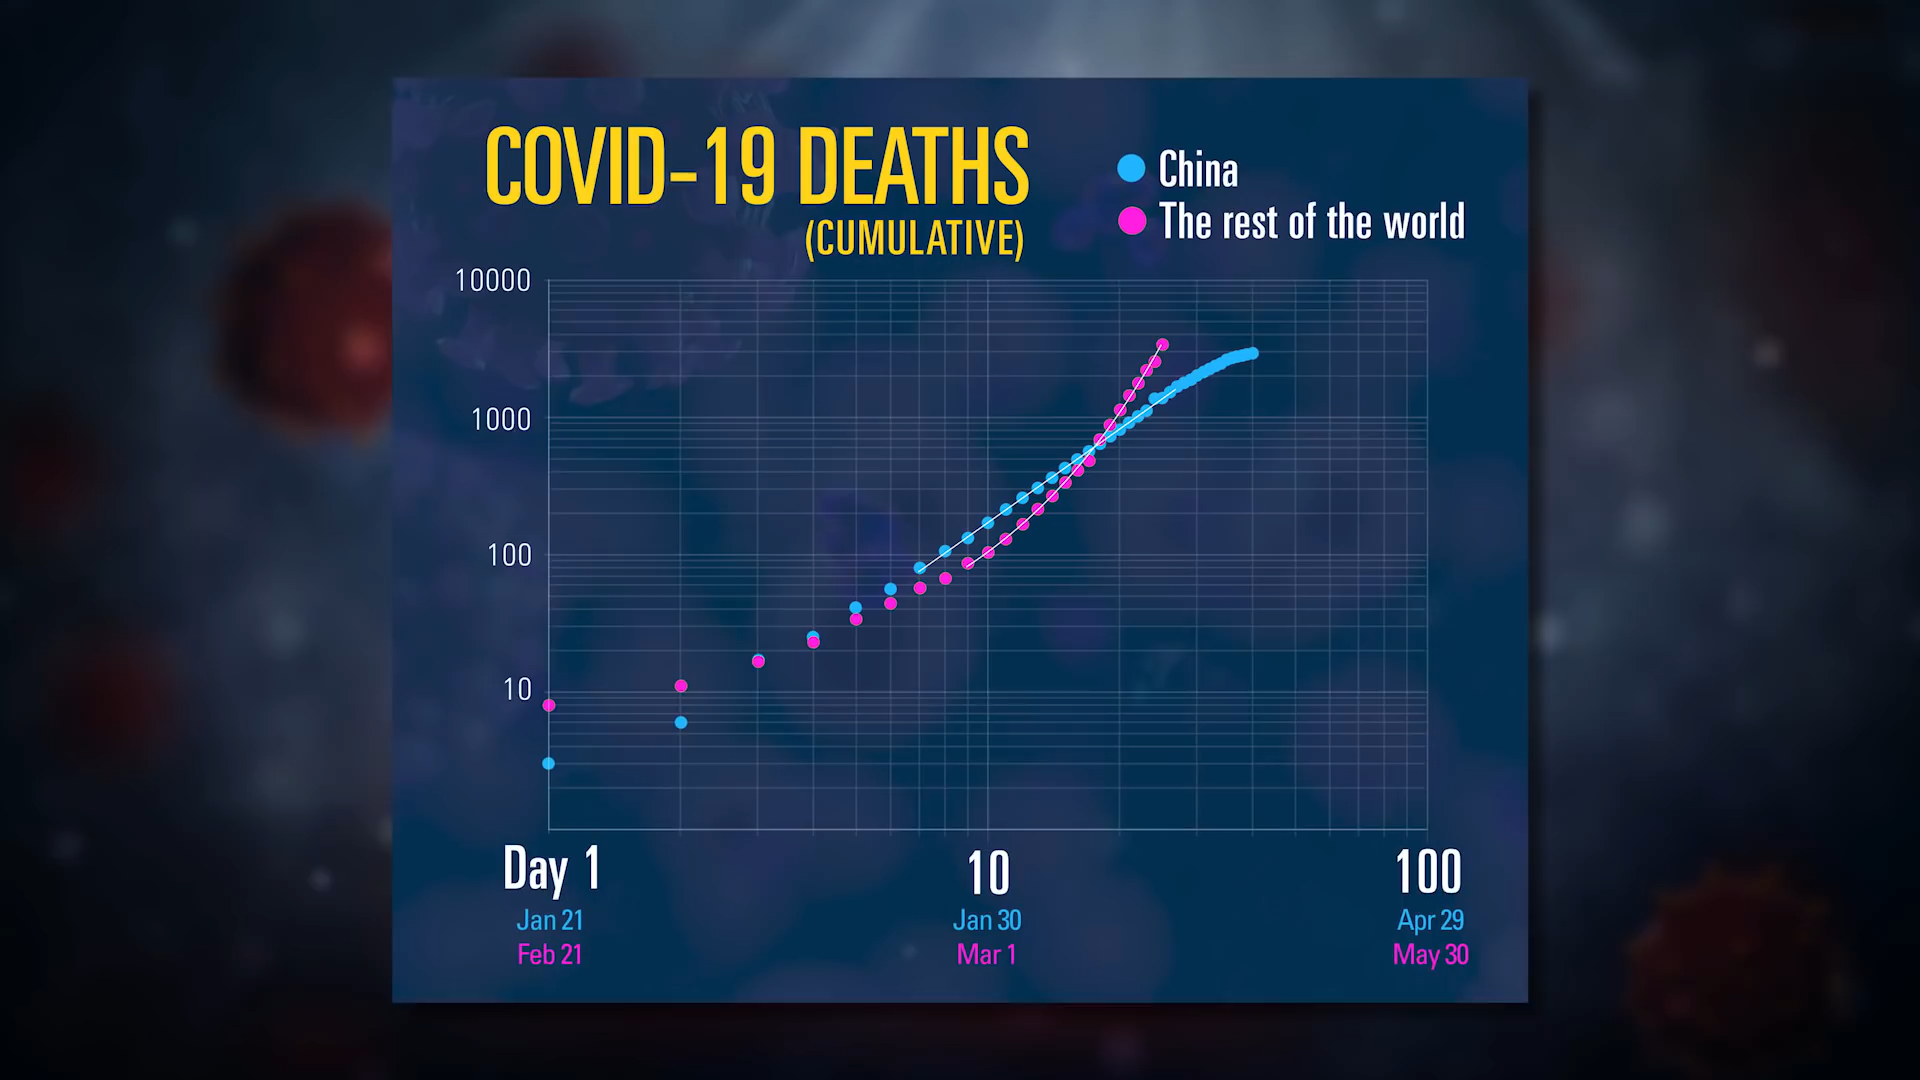 COVID-19 DEATHS
(CUMULATIVE)
China
The rest of the world
10000
1000
100
10
Day 1 10 100
Jan 21 Jan 30 Apr 29
Feb 21 Mar 1 May 30